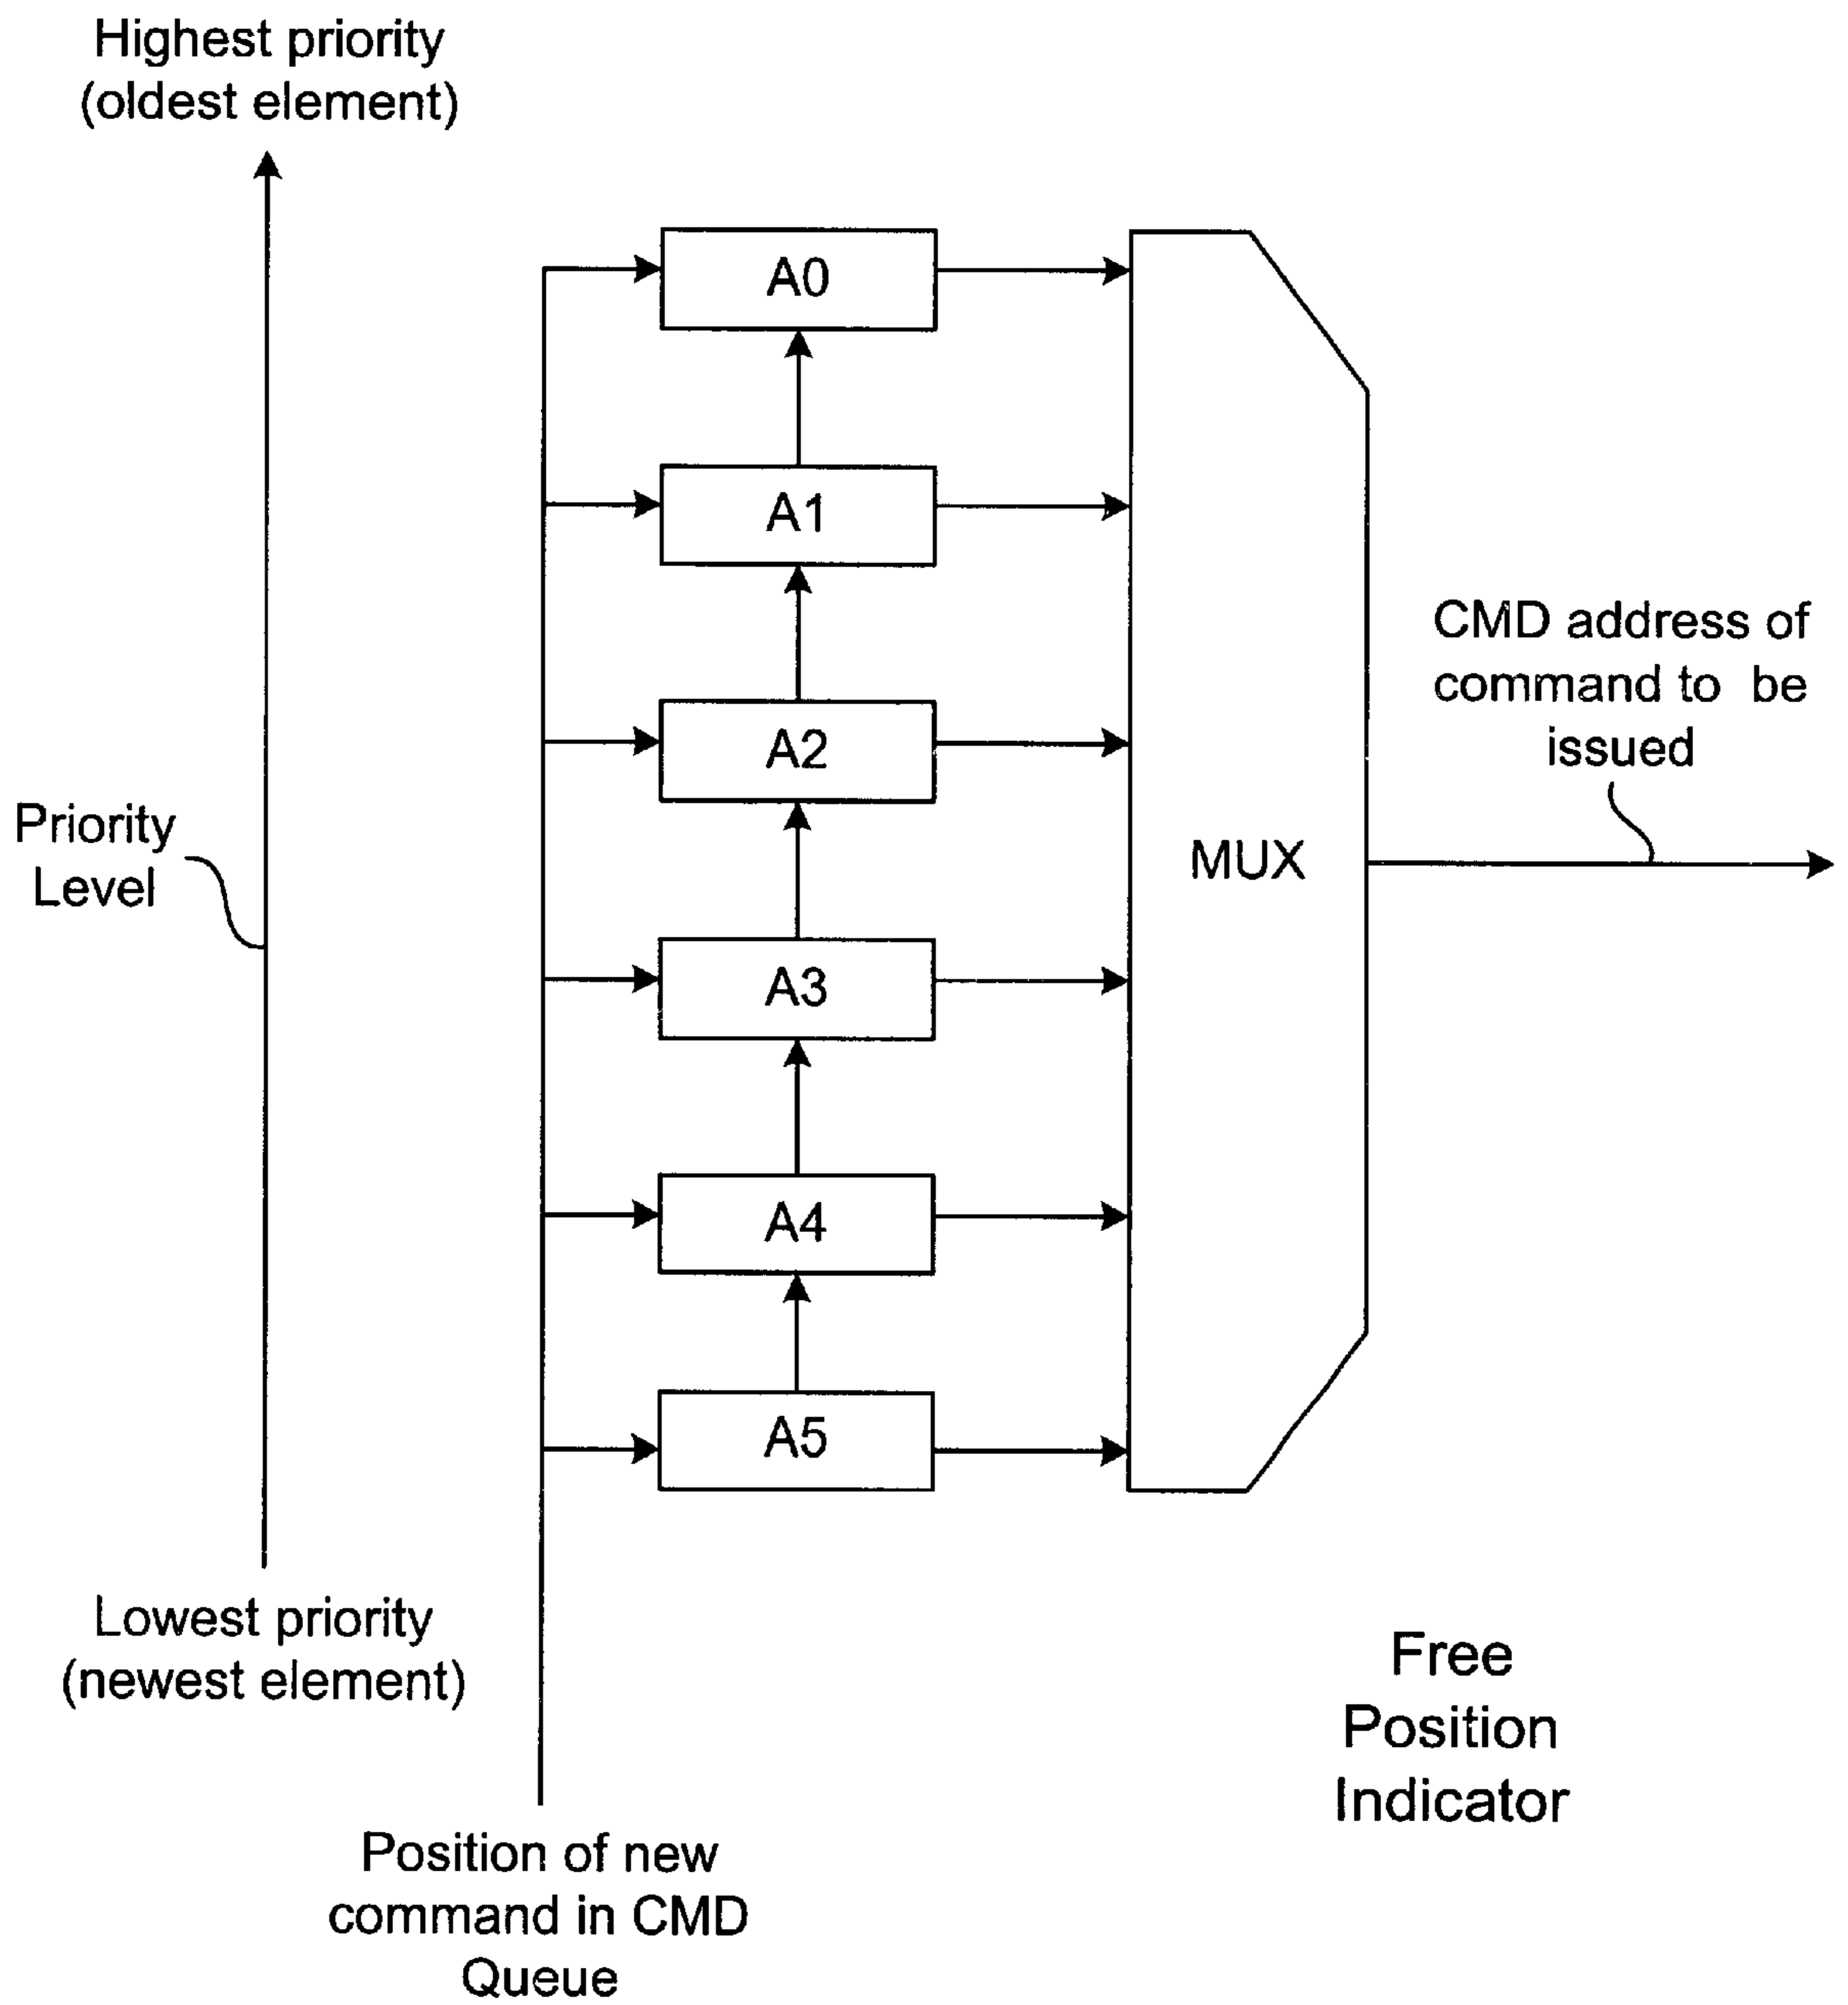 Highest priority
(oldest element)
A0
A1
CMD address of
command to be
issued
A2
Priority
Level
MUX
A3
A4
A5
Lowest priority
(newest element)
Free
Position
Indicator
Position of new
command in CMD
Queue